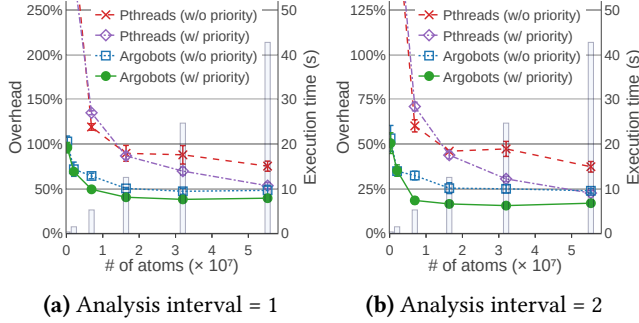 250%
200%
150%
100%
50%
0%
Overhead
Pthreads (w/o priority)
Pthreads (w/ priority)
Argobots (w/o priority)
Argobots (w/ priority)
50
40
30
20
10
0
Execution time (s)
0 1 2 3 4 5
# of atoms (× 10⁷)
(a) Analysis interval = 1
125%
100%
75%
50%
25%
0%
Overhead
Pthreads (w/o priority)
Pthreads (w/ priority)
Argobots (w/o priority)
Argobots (w/ priority)
50
40
30
20
10
0
Execution time (s)
0 1 2 3 4 5
# of atoms (× 10⁷)
(b) Analysis interval = 2